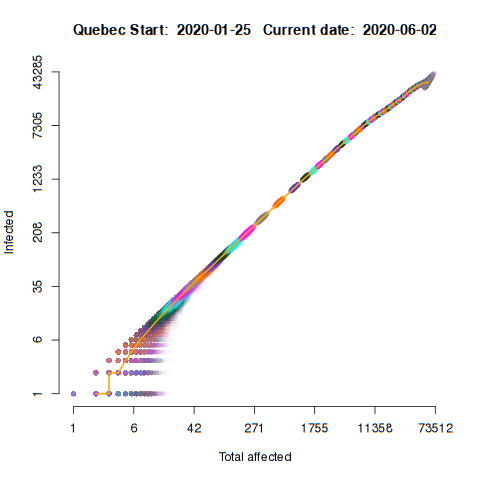 Quebec Start: 2020-01-25 Current date: 2020-06-02
43285
7305
1233
208
35
6
1
Infected
1 6 42 271 1755 11358 73512
Total affected